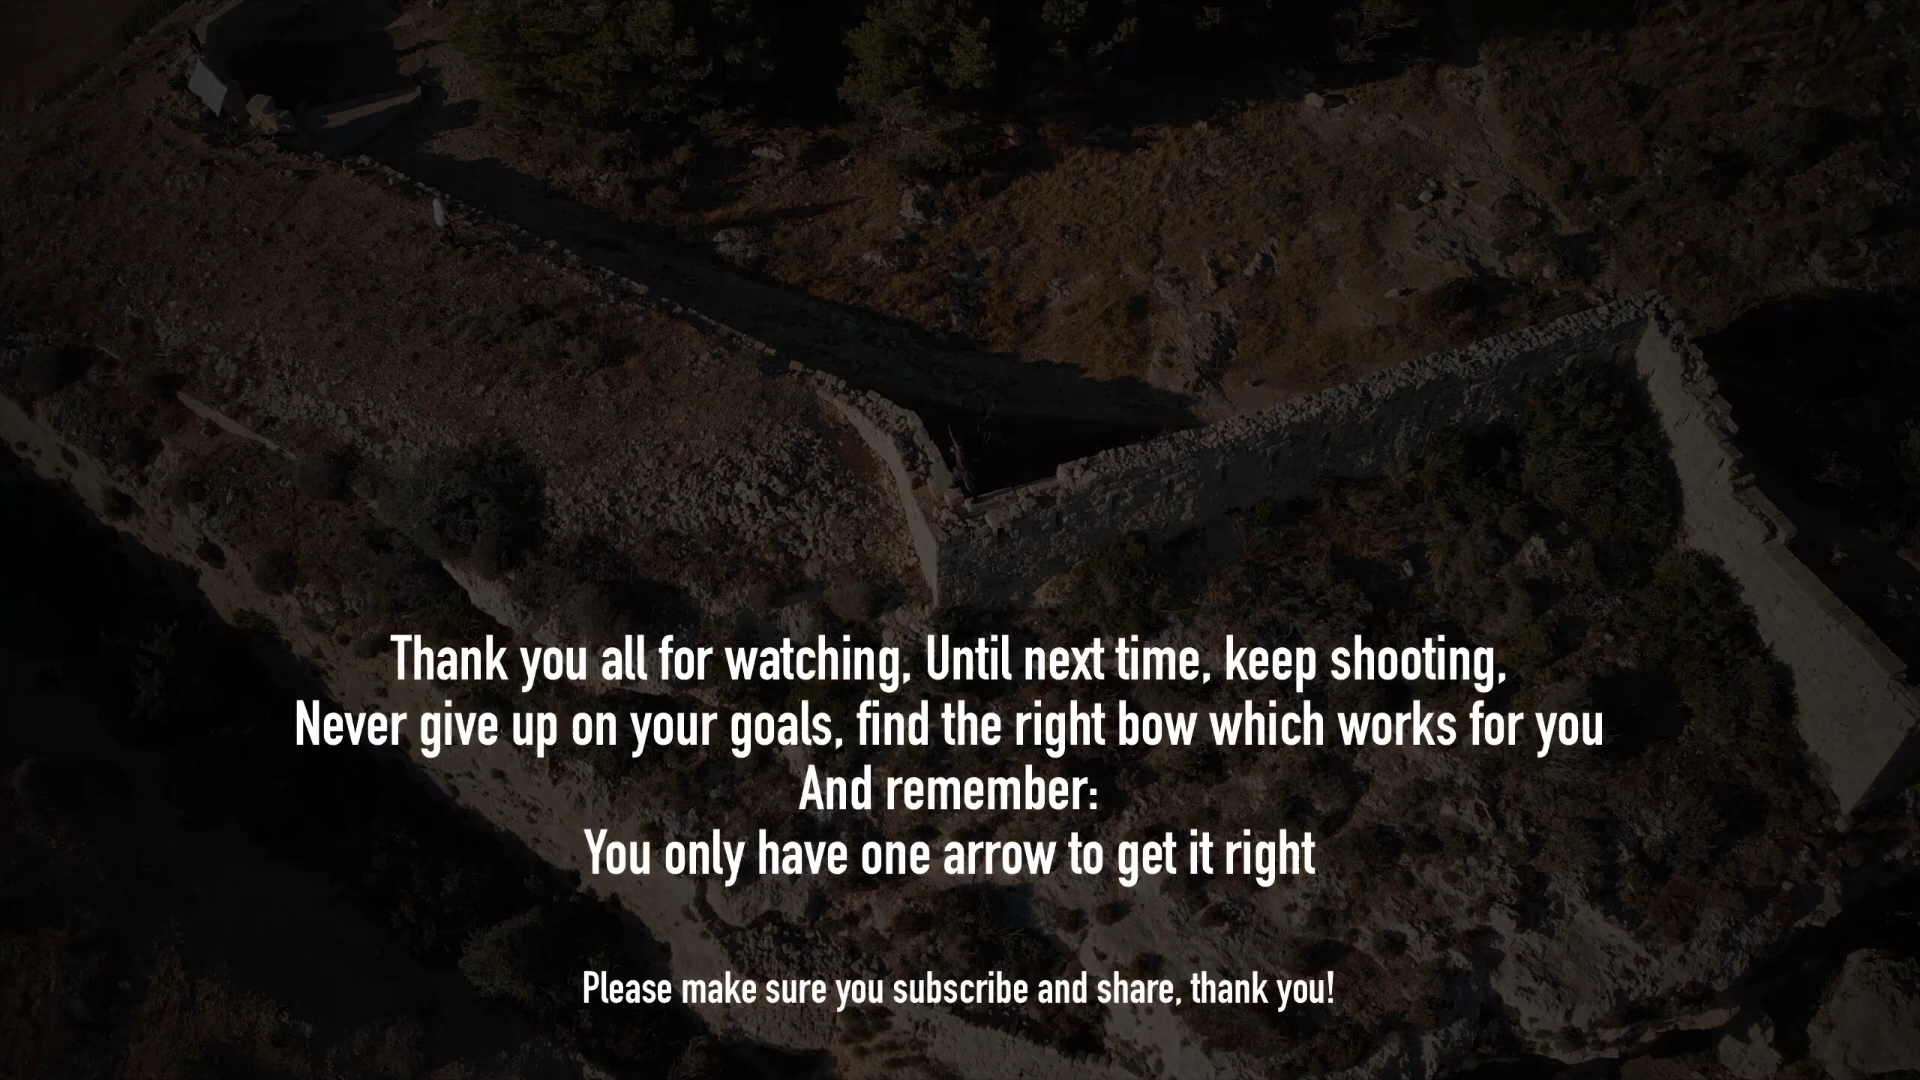 Thank you all for watching, Until next time, keep shooting,
Never give up on your goals, find the right bow which works for you
And remember:
You only have one arrow to get it right
Please make sure you subscribe and share, thank you!